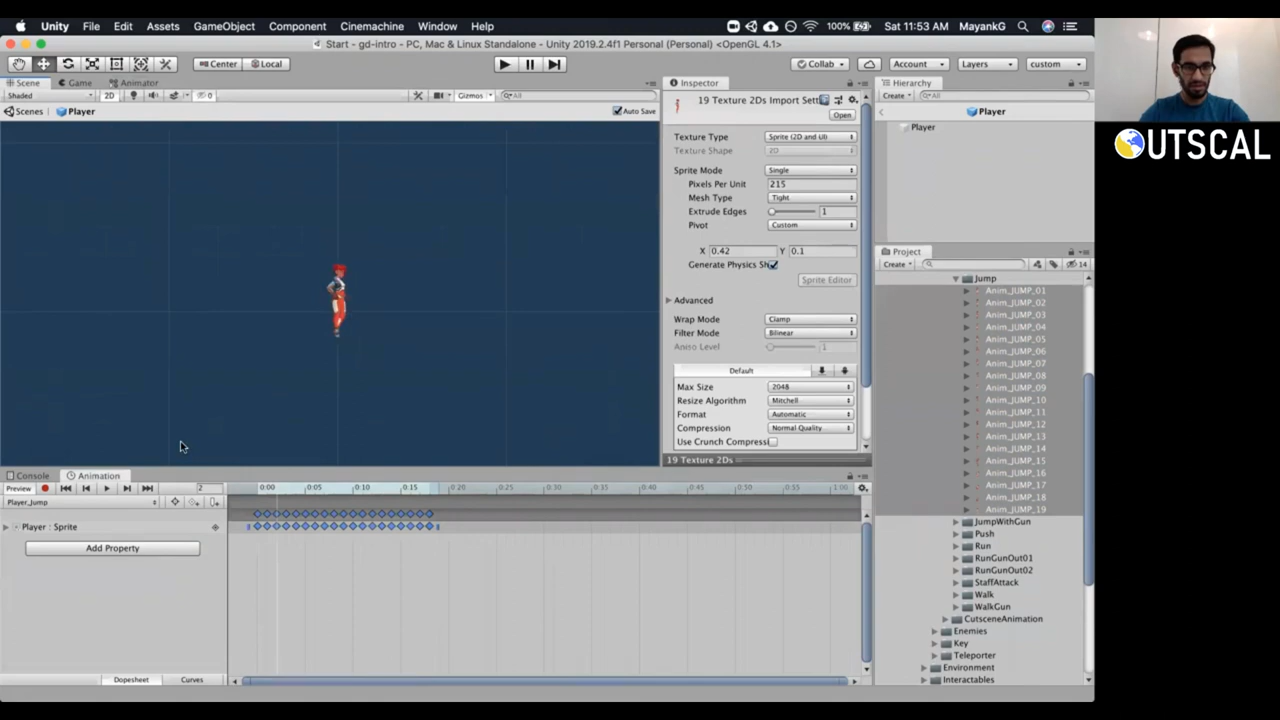 Unity File Edit Assets GameObject Component Cinemachine Window Help 100% Sat 11:53 AM MayankG
Start - gd-intro - PC, Mac & Linux Standalone - Unity 2019.2.4f1 Personal (Personal) <OpenGL 4.1>
Center Local Collab Account Layers custom
Scene Game Animator
Shaded 2D 0 Gizmos All
Scenes Player Auto Save
Inspector
19 Texture 2Ds Import Sett
Open
Texture Type Sprite (2D and UI)
Texture Shape 2D
Sprite Mode Single
Pixels Per Unit 215
Mesh Type Tight
Extrude Edges 1
Pivot Custom
X 0.42 Y 0.1
Generate Physics Sh
Sprite Editor
Advanced
Wrap Mode Clamp
Filter Mode Bilinear
Aniso Level 1
Default
Max Size 2048
Resize Algorithm Mitchell
Format Automatic
Compression Normal Quality
Use Crunch Compressi
19 Texture 2Ds
Hierarchy
Create All
Player
Player
Project
Create 14
Jump
Anim_JUMP_01
Anim_JUMP_02
Anim_JUMP_03
Anim_JUMP_04
Anim_JUMP_05
Anim_JUMP_06
Anim_JUMP_07
Anim_JUMP_08
Anim_JUMP_09
Anim_JUMP_10
Anim_JUMP_11
Anim_JUMP_12
Anim_JUMP_13
Anim_JUMP_14
Anim_JUMP_15
Anim_JUMP_16
Anim_JUMP_17
Anim_JUMP_18
Anim_JUMP_19
JumpWithGun
Push
Run
RunGunOut01
RunGunOut02
StaffAttack
Walk
WalkGun
CutsceneAnimation
Enemies
Key
Teleporter
Environment
Interactables
Console Animation
Preview 2 0:00 0:05 0:10 0:15 0:20 0:25 0:30 0:35 0:40 0:45 0:50 0:55 1:00
Player_Jump
Player : Sprite
Add Property
Dopesheet Curves
OUTSCAL